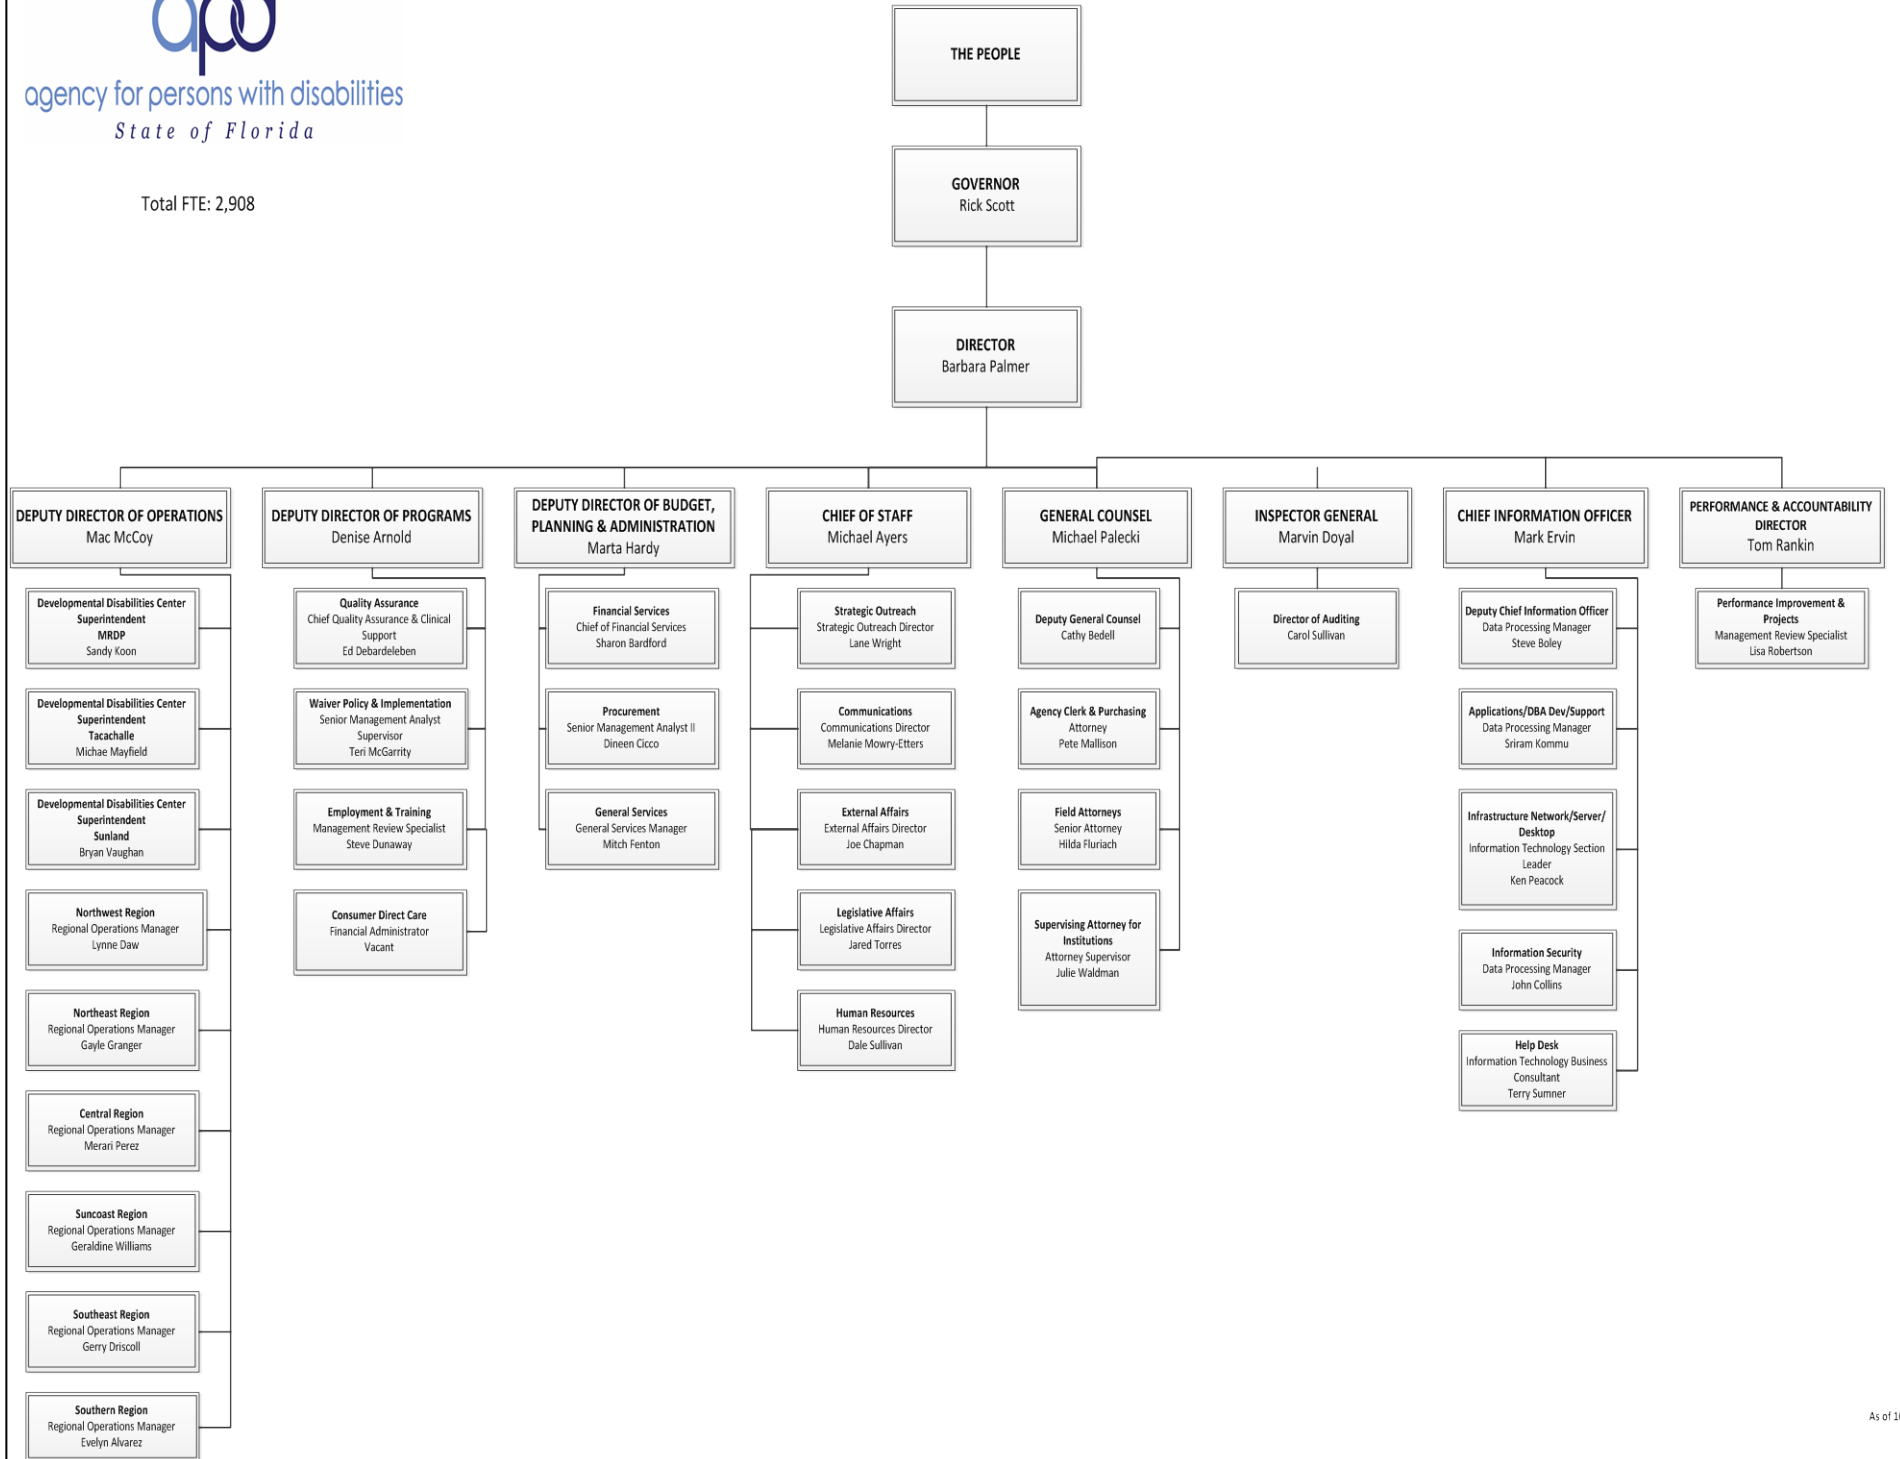 apd
agency for persons with disabilities
State of Florida
Total FTE: 2,908
THE PEOPLE
GOVERNOR
Rick Scott
DIRECTOR
Barbara Palmer
DEPUTY DIRECTOR OF OPERATIONS
Mac McCoy
Developmental Disabilities Center
Superintendent
MRDP
Sandy Koon
Developmental Disabilities Center
Superintendent
Tacachalle
Michae Mayfield
Developmental Disabilities Center
Superintendent
Sunland
Bryan Vaughan
Northwest Region
Regional Operations Manager
Lynne Daw
Northeast Region
Regional Operations Manager
Gayle Granger
Central Region
Regional Operations Manager
Merari Perez
Suncoast Region
Regional Operations Manager
Geraldine Williams
Southeast Region
Regional Operations Manager
Gerry Driscoll
Southern Region
Regional Operations Manager
Evelyn Alvarez
DEPUTY DIRECTOR OF PROGRAMS
Denise Arnold
Quality Assurance
Chief Quality Assurance & Clinical
Support
Ed Debardeleben
Waiver Policy & Implementation
Senior Management Analyst
Supervisor
Teri McGarrity
Employment & Training
Management Review Specialist
Steve Dunaway
Consumer Direct Care
Financial Administrator
Vacant
DEPUTY DIRECTOR OF BUDGET,
PLANNING & ADMINISTRATION
Marta Hardy
Financial Services
Chief of Financial Services
Sharon Bardford
Procurement
Senior Management Analyst II
Dineen Cicco
General Services
General Services Manager
Mitch Fenton
CHIEF OF STAFF
Michael Ayers
Strategic Outreach
Strategic Outreach Director
Lane Wright
Communications
Communications Director
Melanie Mowry-Etters
External Affairs
External Affairs Director
Joe Chapman
Legislative Affairs
Legislative Affairs Director
Jared Torres
Human Resources
Human Resources Director
Dale Sullivan
GENERAL COUNSEL
Michael Palecki
Deputy General Counsel
Cathy Bedell
Agency Clerk & Purchasing
Attorney
Pete Mallison
Field Attorneys
Senior Attorney
Hilda Fluriach
Supervising Attorney for
Institutions
Attorney Supervisor
Julie Waldman
INSPECTOR GENERAL
Marvin Doyal
Director of Auditing
Carol Sullivan
CHIEF INFORMATION OFFICER
Mark Ervin
Deputy Chief Information Officer
Data Processing Manager
Steve Boley
Applications/DBA Dev/Support
Data Processing Manager
Sriram Kommu
Infrastructure Network/Server/
Desktop
Information Technology Section
Leader
Ken Peacock
Information Security
Data Processing Manager
John Collins
Help Desk
Information Technology Business
Consultant
Terry Sumner
PERFORMANCE & ACCOUNTABILITY
DIRECTOR
Tom Rankin
Performance Improvement &
Projects
Management Review Specialist
Lisa Robertson
As of